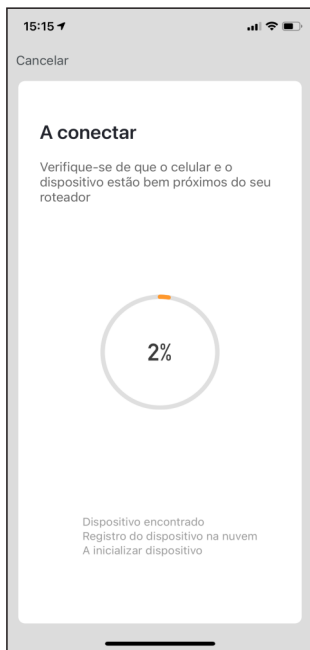 15:15
Cancelar
A conectar
Verifique-se de que o celular e o
dispositivo estão bem próximos do seu
roteador
2%
Dispositivo encontrado
Registro do dispositivo na nuvem
A inicializar dispositivo